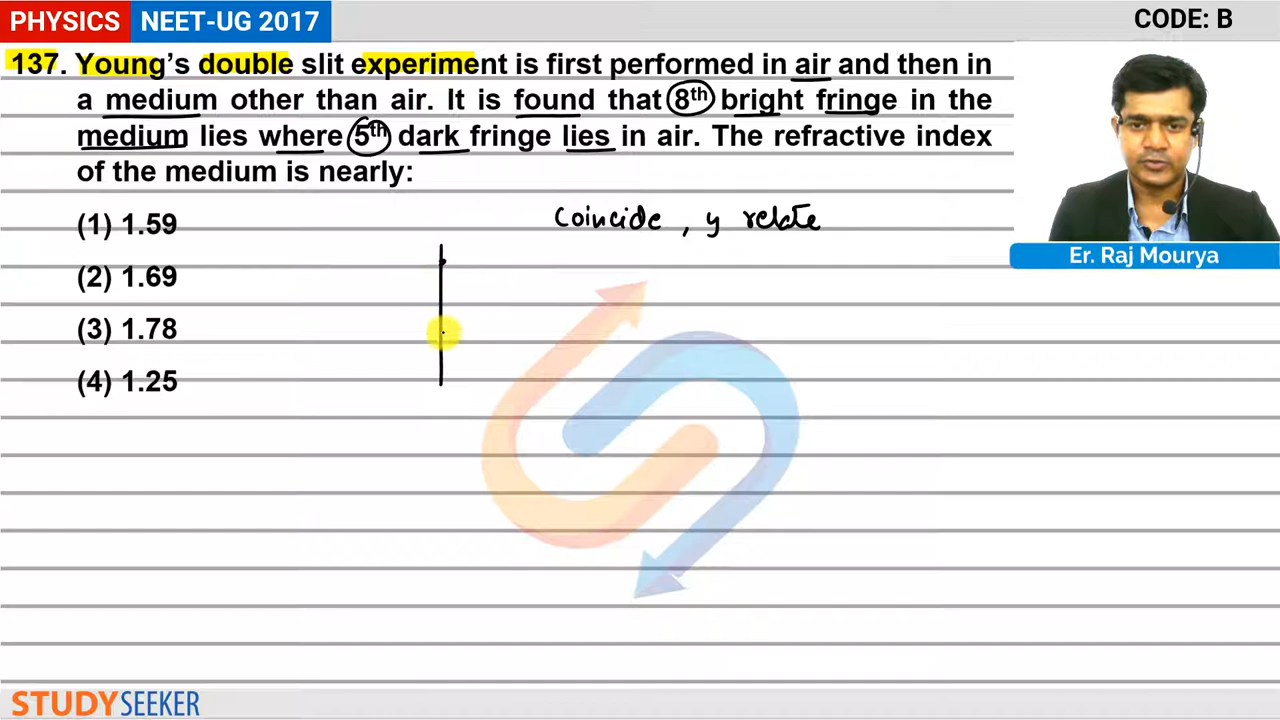 PHYSICS NEET-UG 2017
CODE: B
137. Young's double slit experiment is first performed in air and then in
a medium other than air. It is found that 8th bright fringe in the
medium lies where 5th dark fringe lies in air. The refractive index
of the medium is nearly:
(1) 1.59
(2) 1.69
(3) 1.78
(4) 1.25
Coincide, y relate
Er. Raj Mourya
STUDY SEEKER